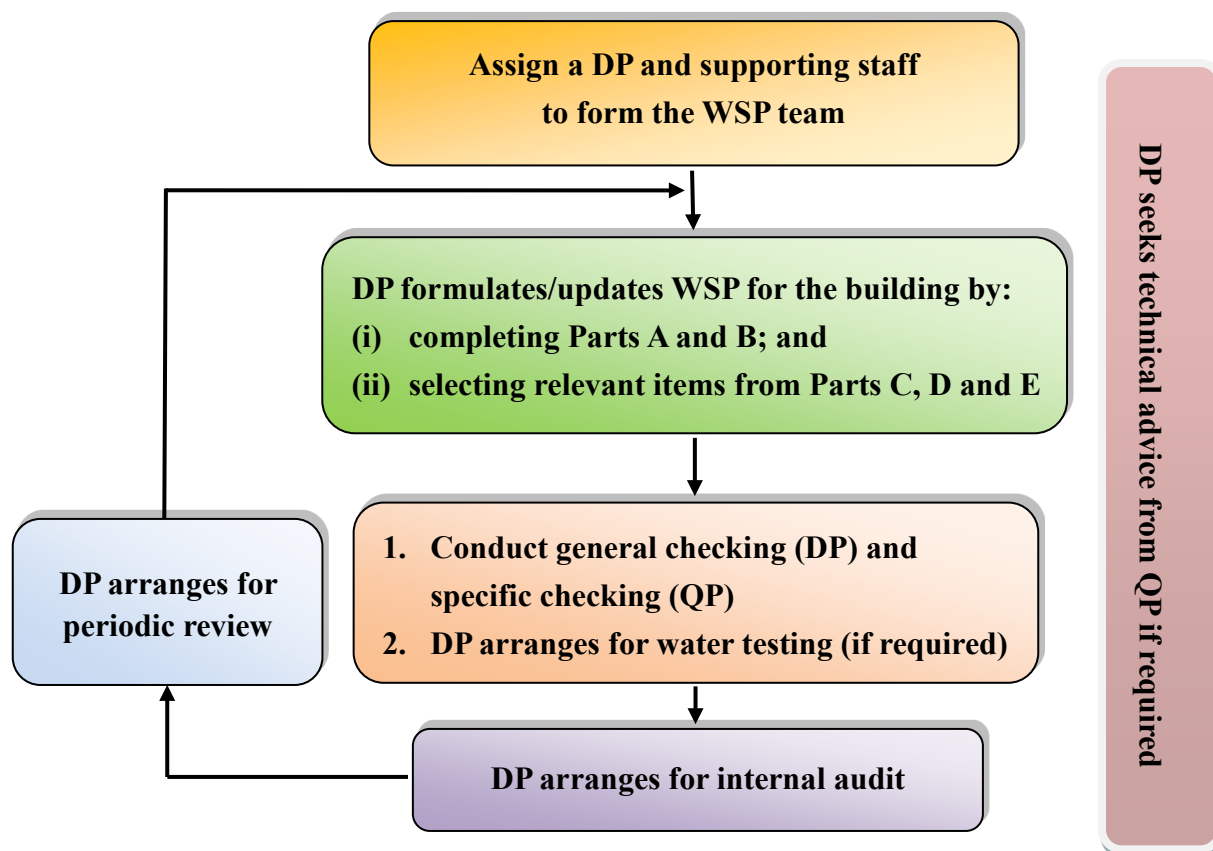 Assign a DP and supporting staff
to form the WSP team
DP formulates/updates WSP for the building by:
(i) completing Parts A and B; and
(ii) selecting relevant items from Parts C, D and E
1. Conduct general checking (DP) and
specific checking (QP)
2. DP arranges for water testing (if required)
DP arranges for internal audit
DP arranges for
periodic review
DP seeks technical advice from QP if required